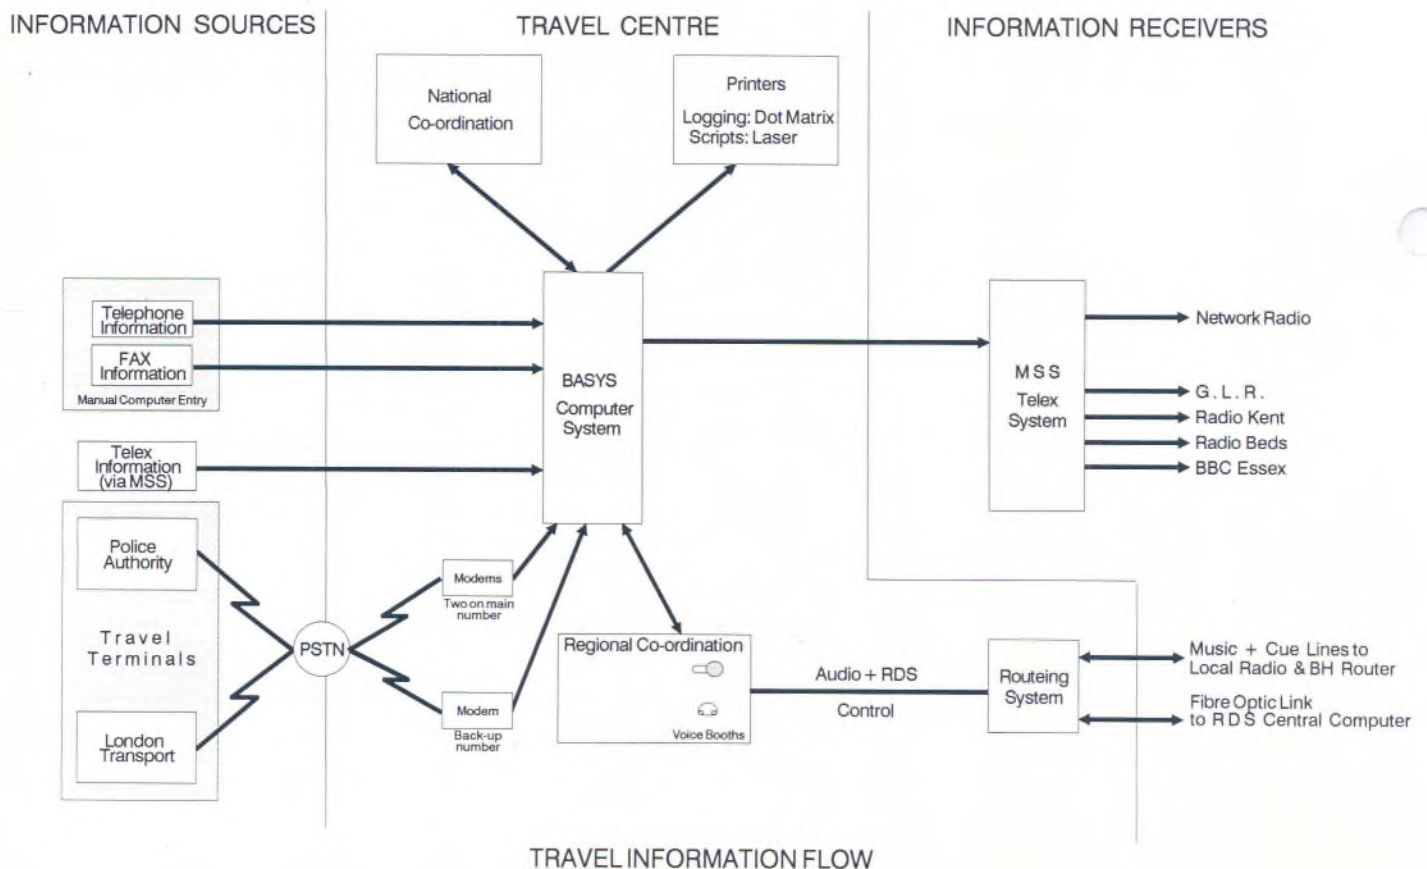 INFORMATION SOURCES
TRAVEL CENTRE
INFORMATION RECEIVERS
National
Co-ordination
Printers
Logging: Dot Matrix
Scripts: Laser
Telephone
Information
FAX
Information
Manual Computer Entry
Telex
Information
(via MSS)
Police
Authority
Travel
Terminals
London
Transport
PSTN
Modems
Two on main
number
Modem
Back-up
number
BASYS
Computer
System
Regional Co-ordination
Voice Booths
Audio + RDS
Control
MSS
Telex
System
Network Radio
G.L.R.
Radio Kent
Radio Beds
BBC Essex
Routeing
System
Music + Cue Lines to
Local Radio & BH Router
Fibre Optic Link
to RDS Central Computer
TRAVEL INFORMATION FLOW